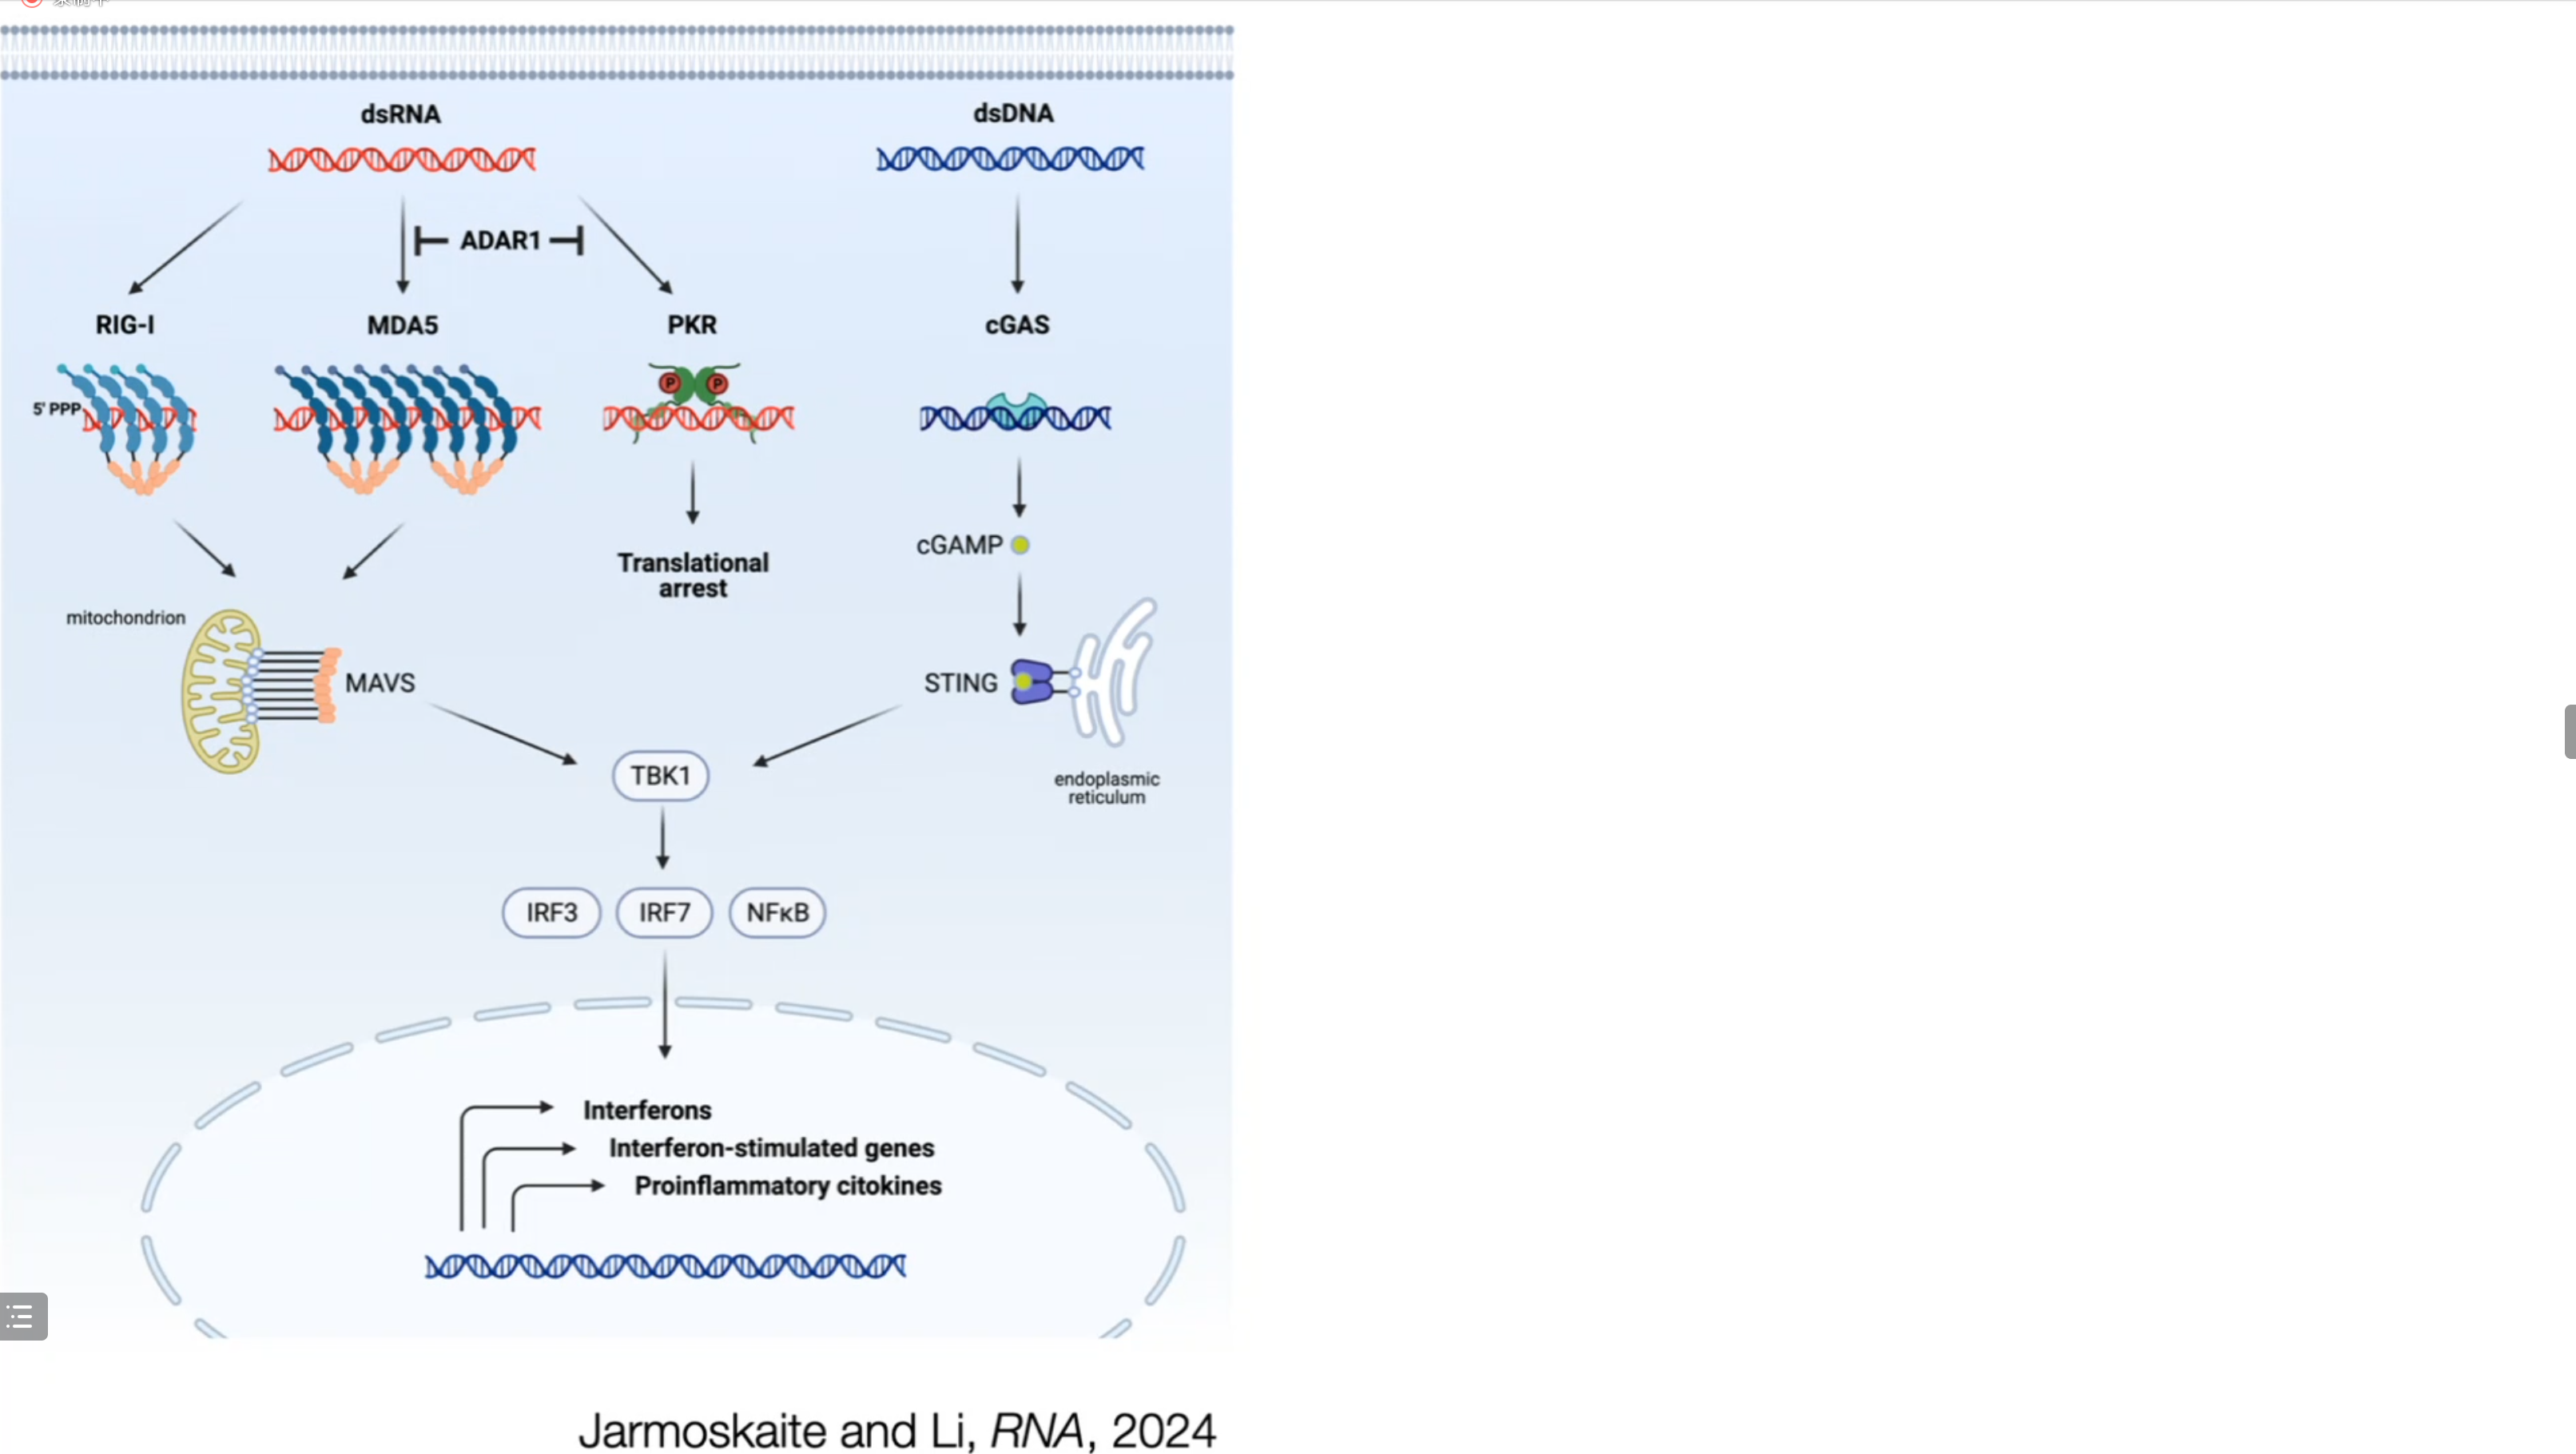 dsRNA
dsDNA
ADAR1
RIG-I
MDA5
PKR
cGAS
5' PPP
P
P
cGAMP
Translational
arrest
mitochondrion
MAVS
STING
TBK1
endoplasmic
reticulum
IRF3
IRF7
NFκB
Interferons
Interferon-stimulated genes
Proinflammatory citokines
Jarmoskaite and Li, RNA, 2024